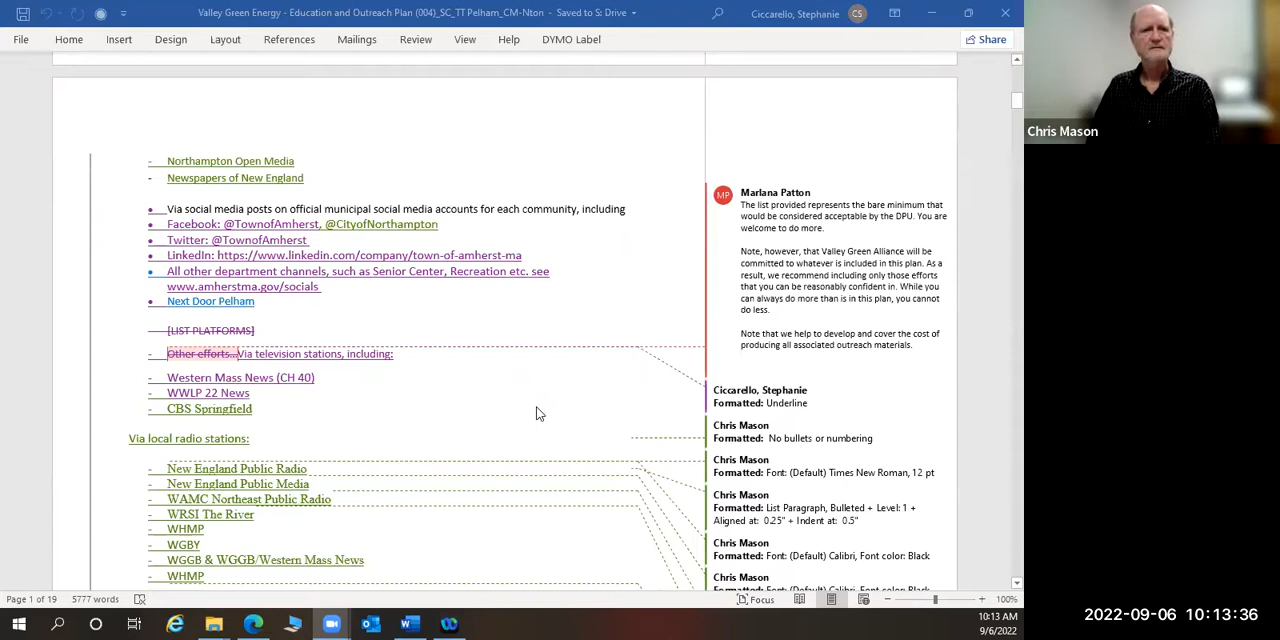 Valley Green Energy - Education and Outreach Plan (004)_SC_TT Pelham_CM-Nton - Saved to S: Drive
Ciccarello, Stephanie
CS
File Home Insert Design Layout References Mailings Review View Help DYMO Label
Share
- Northampton Open Media
- Newspapers of New England
• Via social media posts on official municipal social media accounts for each community, including
• Facebook: @TownofAmherst, @CityofNorthampton
• Twitter: @TownofAmherst
• LinkedIn: https://www.linkedin.com/company/town-of-amherst-ma
• All other department channels, such as Senior Center, Recreation etc. see
www.amherstma.gov/socials
• Next Door Pelham
[LIST PLATFORMS]
- Other efforts...Via television stations, including:
- Western Mass News (CH 40)
- WWLP 22 News
- CBS Springfield
Via local radio stations:
- New England Public Radio
- New England Public Media
- WAMC Northeast Public Radio
- WRSI The River
- WHMP
- WGBY
- WGGB & WGGB/Western Mass News
- WHMP
MP
Marlana Patton
The list provided represents the bare minimum that
would be considered acceptable by the DPU. You are
welcome to do more.
Note, however, that Valley Green Alliance will be
committed to whatever is included in this plan. As a
result, we recommend including only those efforts
that you can be reasonably confident in. While you
can always do more than is in this plan, you cannot
do less.
Note that we help to develop and cover the cost of
producing all associated outreach materials.
Ciccarello, Stephanie
Formatted: Underline
Chris Mason
Formatted: No bullets or numbering
Chris Mason
Formatted: Font: (Default) Times New Roman, 12 pt
Chris Mason
Formatted: List Paragraph, Bulleted + Level: 1 +
Aligned at: 0.25" + Indent at: 0.5"
Chris Mason
Formatted: Font: (Default) Calibri, Font color: Black
Chris Mason
Formatted: Font: (Default) Calibri, Font color: Black
Page 1 of 19 5777 words
Focus
100%
10:13 AM
9/6/2022
Chris Mason
2022-09-06 10:13:36